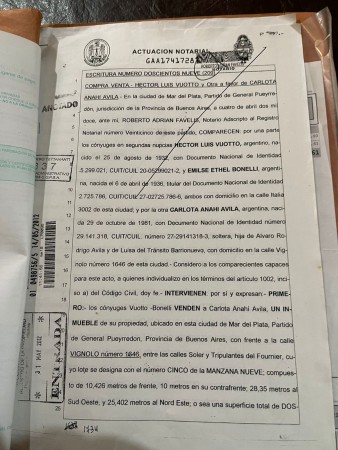 ACTUACION NOTARIAL
GAA17417281
ESCRITURA NUMERO DOSCIENTOS NUEVE (209)
COMPRA VENTA - HECTOR LUIS VUOTTO y Otra a favor de CARLOTA
ANAHI AVILA.- En la ciudad de Mar del Plata, Partido de General Pueyrre-
dón, jurisdicción de la Provincia de Buenos Aires, a cuatro de abril dos mi
doce, ante mí, ROBERTO ADRIAN FAVELIS, Notario Adscripto al Registro
Notarial número Veinticinco de este partido, COMPARECEN: por una parte
los cónyuges en segundas nupcias HECTOR LUIS VUOTTO, argentino, na-
cido el 25 de agosto de 1932, con Documento Nacional de Identidad
5.299.021, CUIT/CUIL 20-05299021-2, y EMILSE ETHEL BONELLI, argenti-
na, nacida el 6 de abril de 1936, titular del Documento Nacional de Identidad
2.725.786, CUIT/CUIL 27-02725.786-6, ambos con domicilio en la calle Italia
3002 de esta ciudad; y por la otra CARLOTA ANAHI AVILA, argentina, nacida
29 de octubre de 1981, con Documento Nacional de Identidad número
29.141.318, CUIT/CUIL. número 27-29141318-3, soltera, hija de Alvaro Ro-
drigo Avila y de Luisa del Tránsito Barrionuevo, con domicilio en la calle Vig-
nolo número 1646 de esta ciudad.- Considero a los comparecientes capaces
para este acto, a quienes individualizo en los términos del artículo 1002, inci-
so a) del Código Civil, doy fe.- INTERVIENEN: por sí y expresan:- PRIME-
RO:- los cónyuges Vuotto -Bonelli VENDEN a Carlota Anahí Avila, UN IN-
MUEBLE de su propiedad, ubicado en esta ciudad de Mar del Plata, Partido
de General Pueyrredon, Provincia de Buenos Aires, con frente a la calle
VIGNOLO número 1646, entre las calles Soler y Tripulantes del Fournier, cu-
yo lote se designa con el número CINCO de la MANZANA NUEVE; compues-
to de 10,426 metros de frente, 10 metros en su contrafrente; 28,35 metros al
Sud Oeste, y 25,402 metros al Nord Este, o sea una superficie total de DOS-
37
21 MAY 2012
ENTRADA